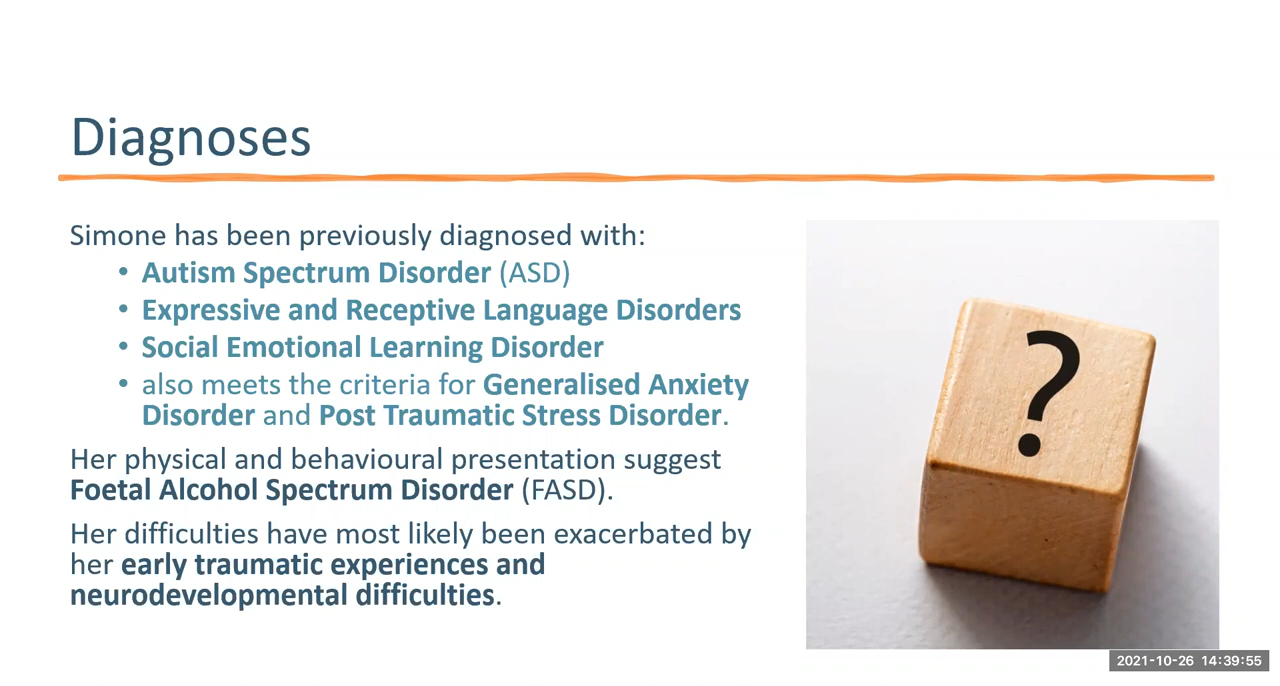 Diagnoses
Simone has been previously diagnosed with:
• Autism Spectrum Disorder (ASD)
• Expressive and Receptive Language Disorders
• Social Emotional Learning Disorder
• also meets the criteria for Generalised Anxiety
Disorder and Post Traumatic Stress Disorder.
Her physical and behavioural presentation suggest
Foetal Alcohol Spectrum Disorder (FASD).
Her difficulties have most likely been exacerbated by
her early traumatic experiences and
neurodevelopmental difficulties.
?
2021-10-26 14:39:55